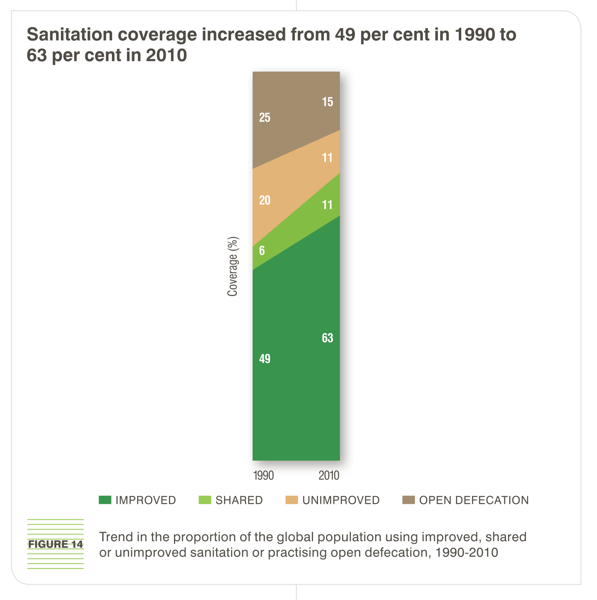 Sanitation coverage increased from 49 per cent in 1990 to
63 per cent in 2010
15
25
11
20
11
6
63
49
Coverage (%)
1990 2010
IMPROVED SHARED UNIMPROVED OPEN DEFECATION
FIGURE 14
Trend in the proportion of the global population using improved, shared
or unimproved sanitation or practising open defecation, 1990-2010